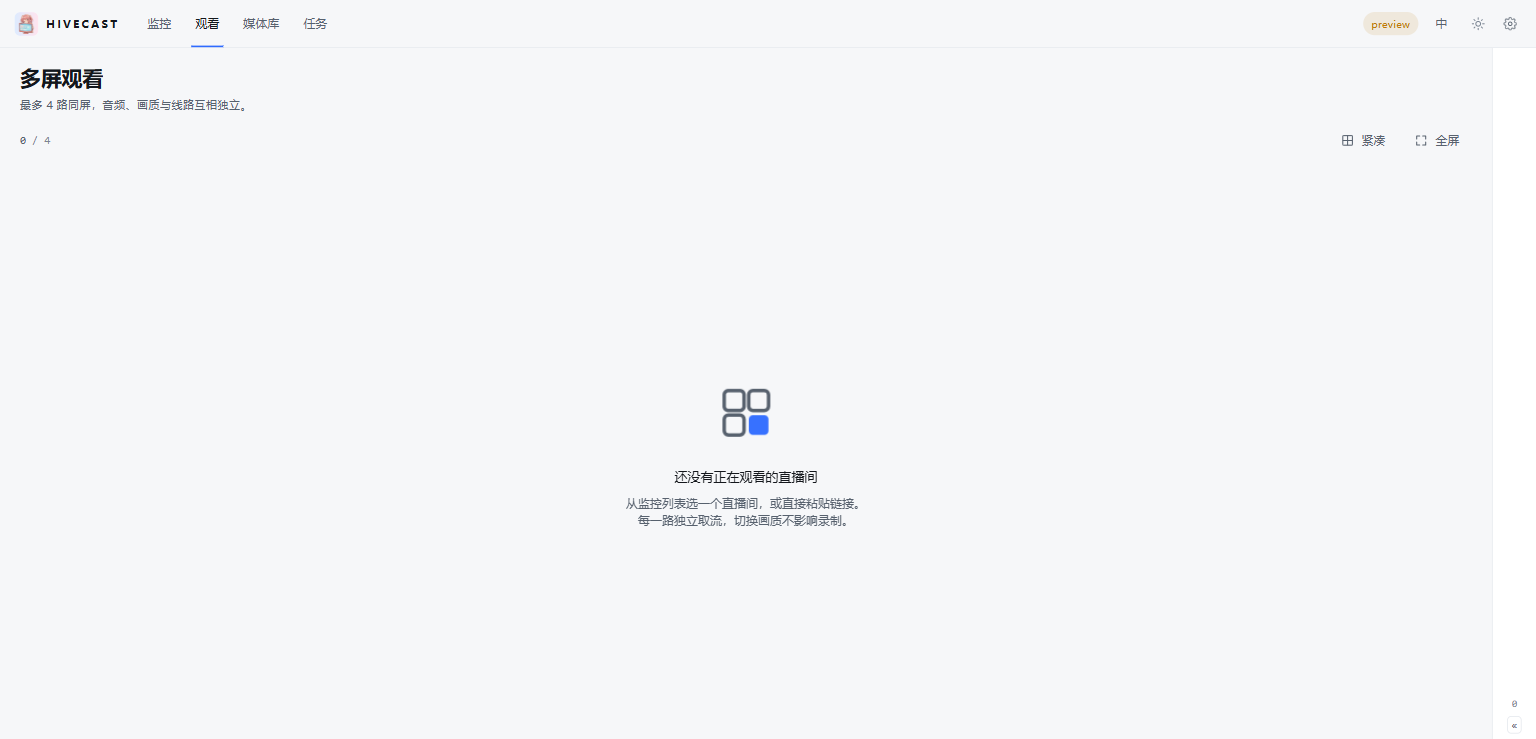 HIVECAST 监控 观看 媒体库 任务 preview 中
多屏观看
最多 4 路同屏，音频、画质与线路互相独立。
0 / 4 紧凑 全屏
还没有正在观看的直播间
从监控列表选一个直播间，或直接粘贴链接。
每一路独立取流，切换画质不影响录制。
0
«